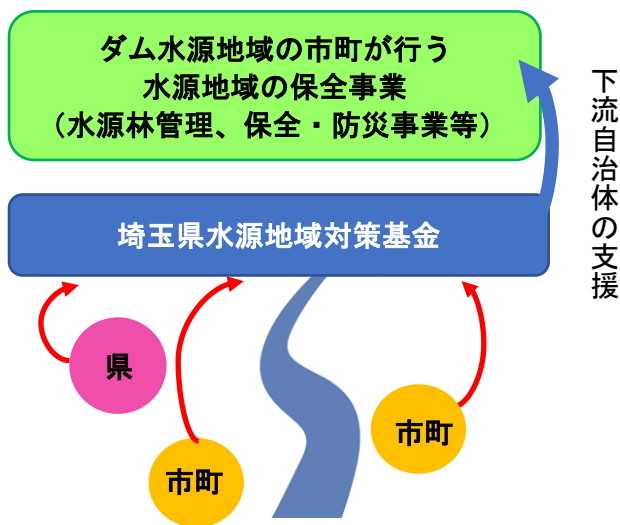 ダム水源地域の市町が行う
水源地域の保全事業
（水源林管理、保全・防災事業等）
下流自治体の支援
埼玉県水源地域対策基金
県
市町
市町